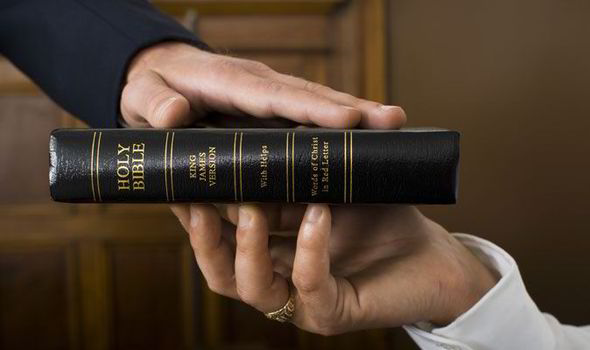 HOLY
BIBLE
KING
JAMES
VERSION
With Helps
Words of Christ
in Red Letter